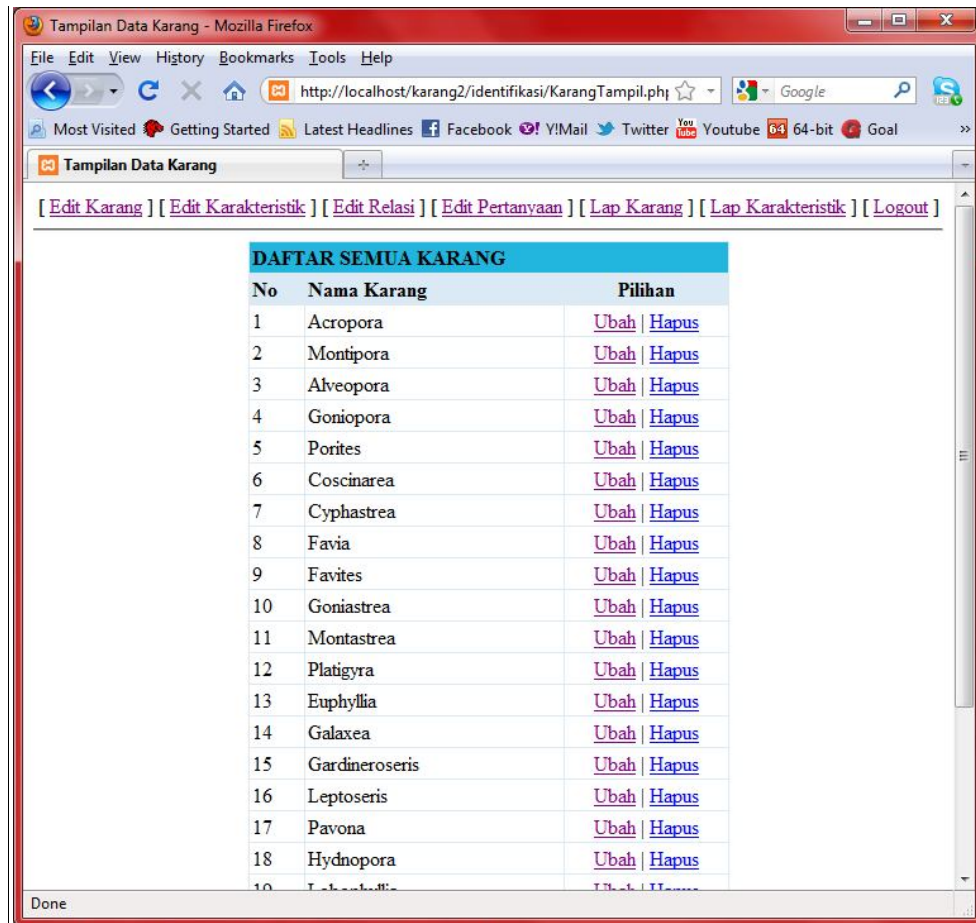 Tampilan Data Karang - Mozilla Firefox
File Edit View History Bookmarks Tools Help
http://localhost/karang2/identifikasi/KarangTampil.php Google
Most Visited Getting Started Latest Headlines Facebook Y!Mail Twitter You Tube Youtube 64 64-bit Goal »
Tampilan Data Karang
[ Edit Karang ] [ Edit Karakteristik ] [ Edit Relasi ] [ Edit Pertanyaan ] [ Lap Karang ] [ Lap Karakteristik ] [ Logout ]
DAFTAR SEMUA KARANG
No Nama Karang Pilihan
1 Acropora Ubah | Hapus
2 Montipora Ubah | Hapus
3 Alveopora Ubah | Hapus
4 Goniopora Ubah | Hapus
5 Porites Ubah | Hapus
6 Coscinarea Ubah | Hapus
7 Cyphastrea Ubah | Hapus
8 Favia Ubah | Hapus
9 Favites Ubah | Hapus
10 Goniastrea Ubah | Hapus
11 Montastrea Ubah | Hapus
12 Platigyra Ubah | Hapus
13 Euphyllia Ubah | Hapus
14 Galaxea Ubah | Hapus
15 Gardineroseris Ubah | Hapus
16 Leptoseris Ubah | Hapus
17 Pavona Ubah | Hapus
18 Hydnopora Ubah | Hapus
19 Ubah | Hapus
Done